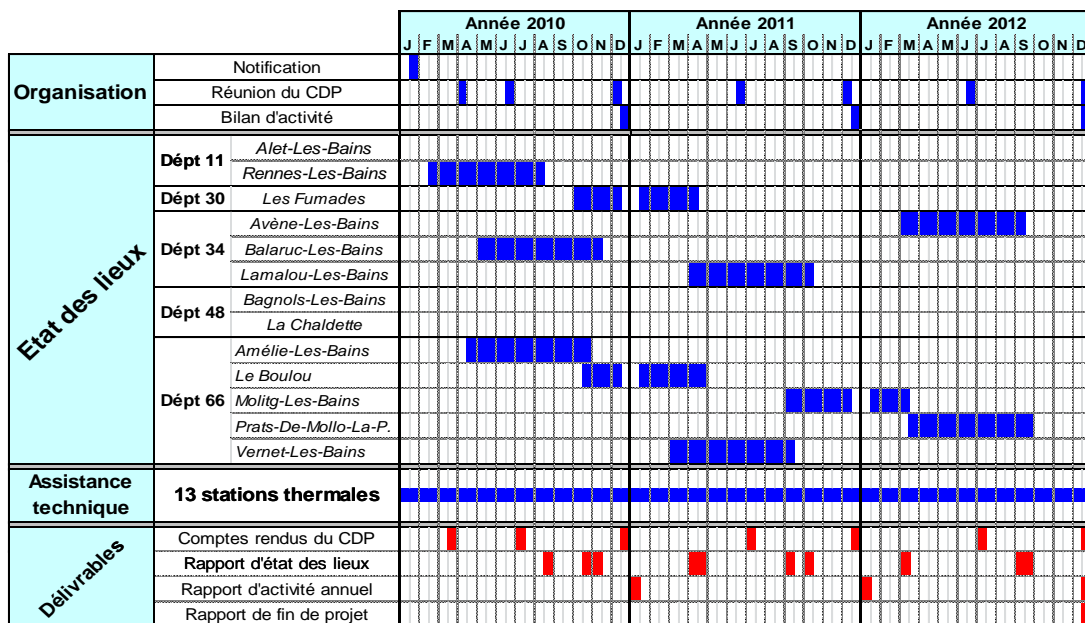 Année 2010 Année 2011 Année 2012
J F M A M J J A S O N D J F M A M J J A S O N D J F M A M J J A S O N D
Organisation
Notification
Réunion du CDP
Bilan d'activité
Etat des lieux
Dépt 11
Alet-Les-Bains
Rennes-Les-Bains
Dépt 30
Les Fumades
Dépt 34
Avène-Les-Bains
Balaruc-Les-Bains
Lamalou-Les-Bains
Dépt 48
Bagnols-Les-Bains
La Chaldette
Dépt 66
Amélie-Les-Bains
Le Boulou
Molitg-Les-Bains
Prats-De-Mollo-La-P.
Vernet-Les-Bains
Assistance
technique
13 stations thermales
Délivrables
Comptes rendus du CDP
Rapport d'état des lieux
Rapport d'activité annuel
Rapport de fin de projet